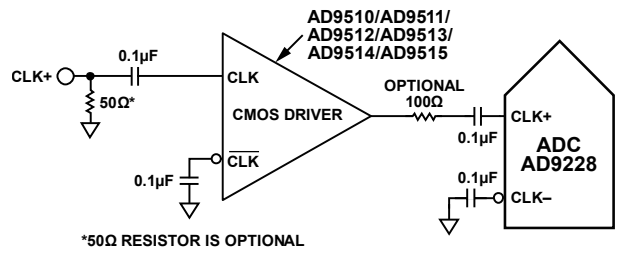 AD9510/AD9511/
AD9512/AD9513/
AD9514/AD9515
0.1µF
CLK+
50Ω*
CLK
CMOS DRIVER
CLK
0.1µF
OPTIONAL
100Ω
0.1µF
CLK+
ADC
AD9228
0.1µF
CLK–
*50Ω RESISTOR IS OPTIONAL